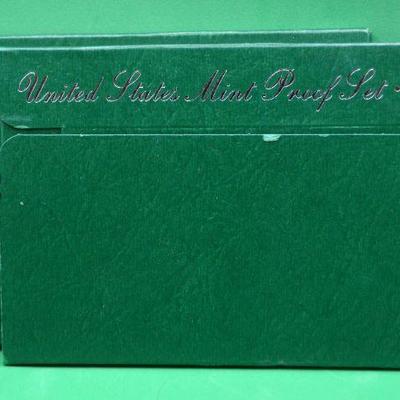 United States Mint Proof Set